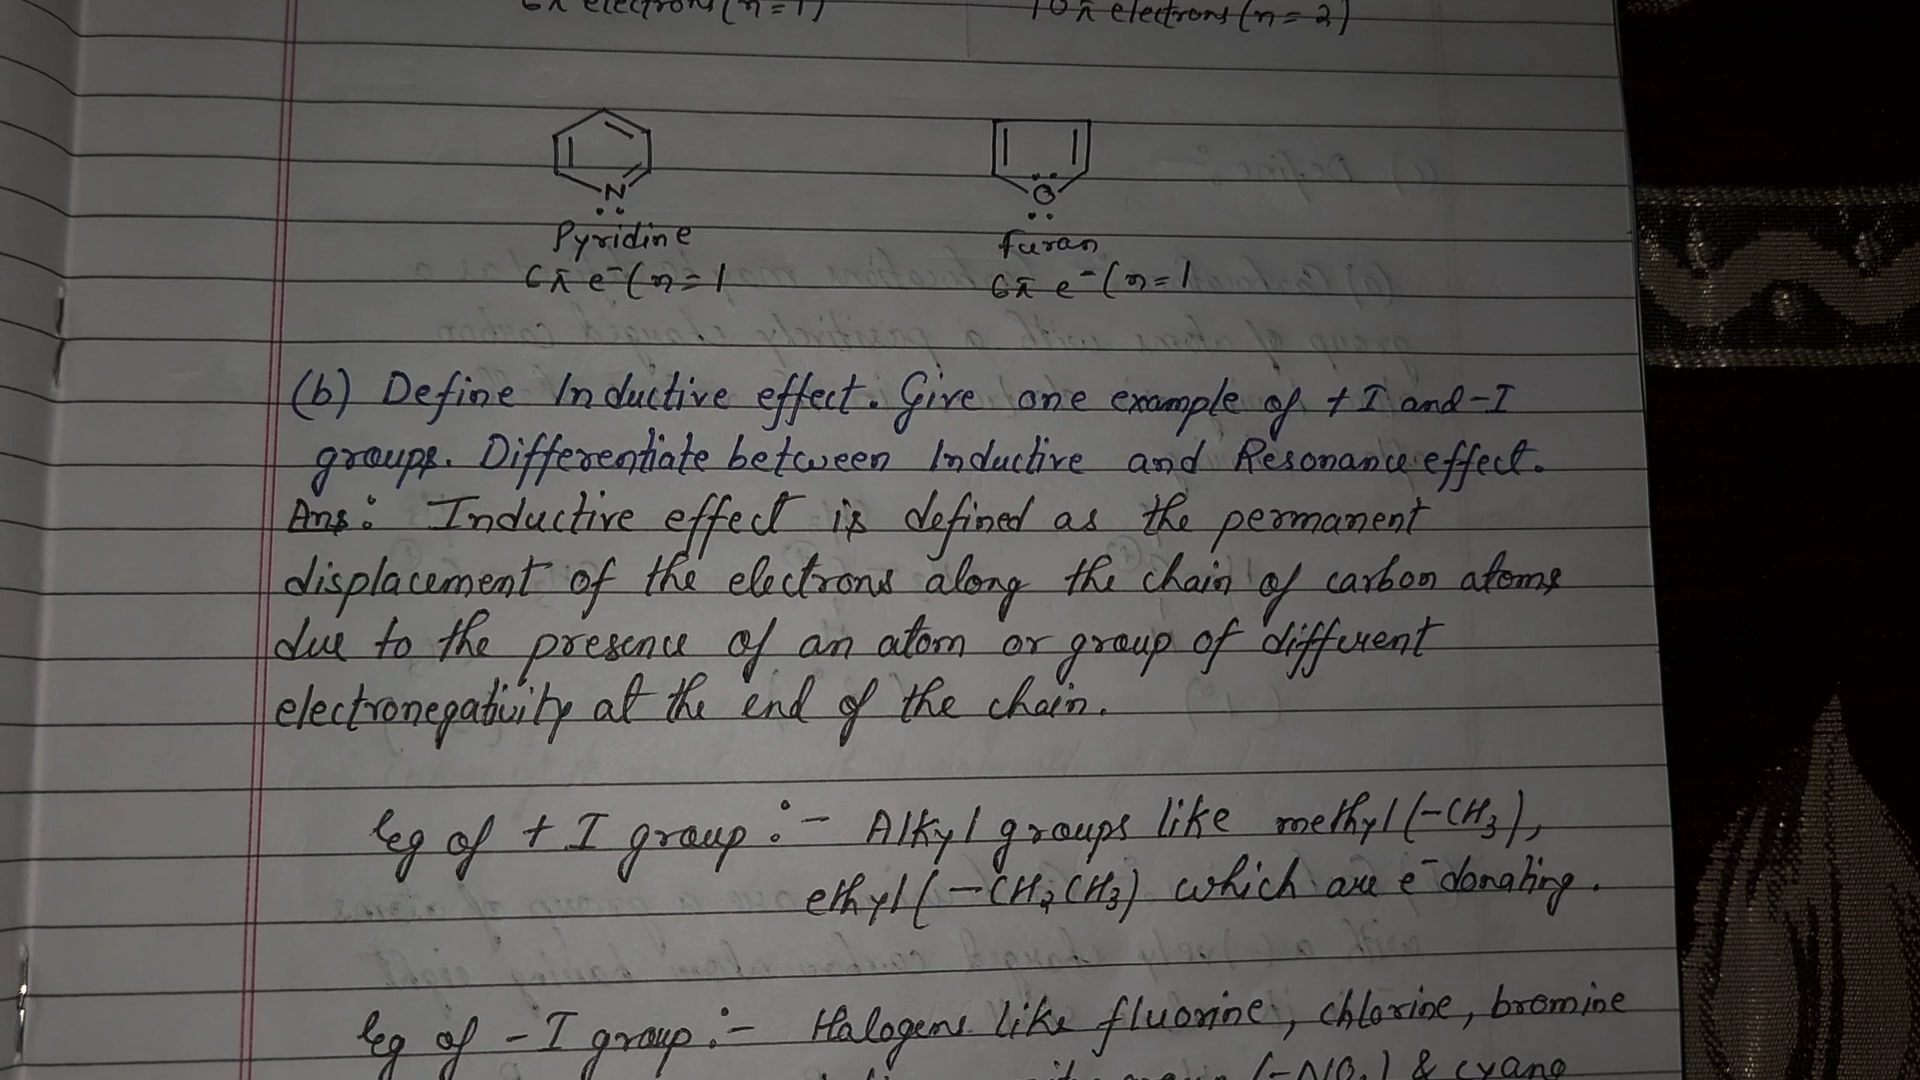 6π electrons (n=1) 10π electrons (n=2)
N
O
Pyridine furan
6π e⁻(n=1 6π e⁻(n=1
(b) Define Inductive effect. Give one example of +I and -I
groups. Differentiate between Inductive and Resonance effect.
Ans: Inductive effect is defined as the permanent
displacement of the electrons along the chain of carbon atoms
due to the presence of an atom or group of different
electronegativity at the end of the chain.
eg of + I group :- Alkyl groups like methyl (-CH₃),
ethyl (-CH₂CH₃) which are e⁻ donating.
eg of - I group :- Halogens like fluorine, chlorine, bromine
(-NO₂) & cyano